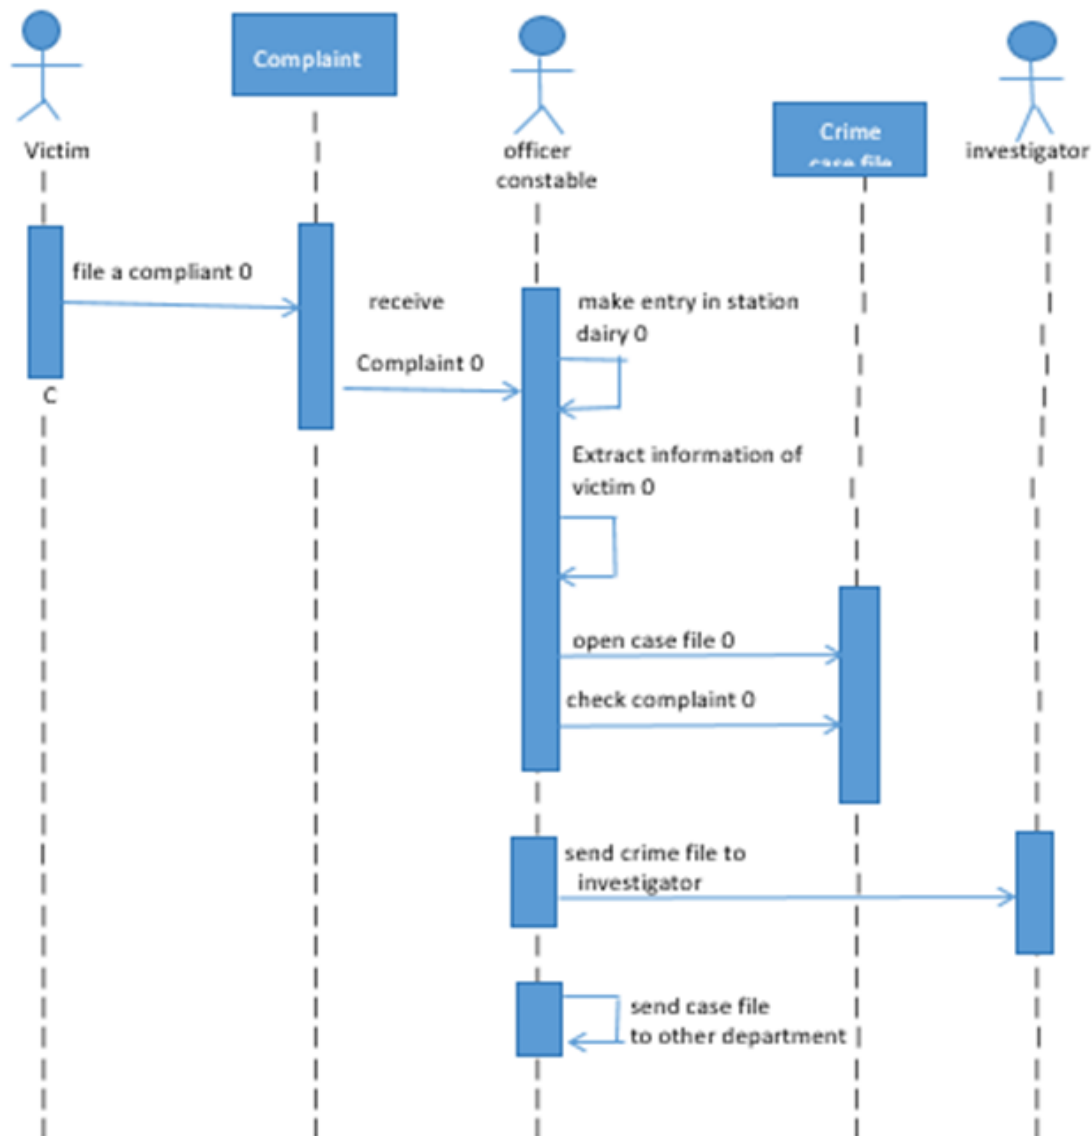 Complaint
Victim
officer
constable
Crime
case file
investigator
file a compliant 0
receive
Complaint 0
make entry in station
dairy 0
C
Extract information of
victim 0
open case file 0
check complaint 0
send crime file to
investigator
send case file
to other department